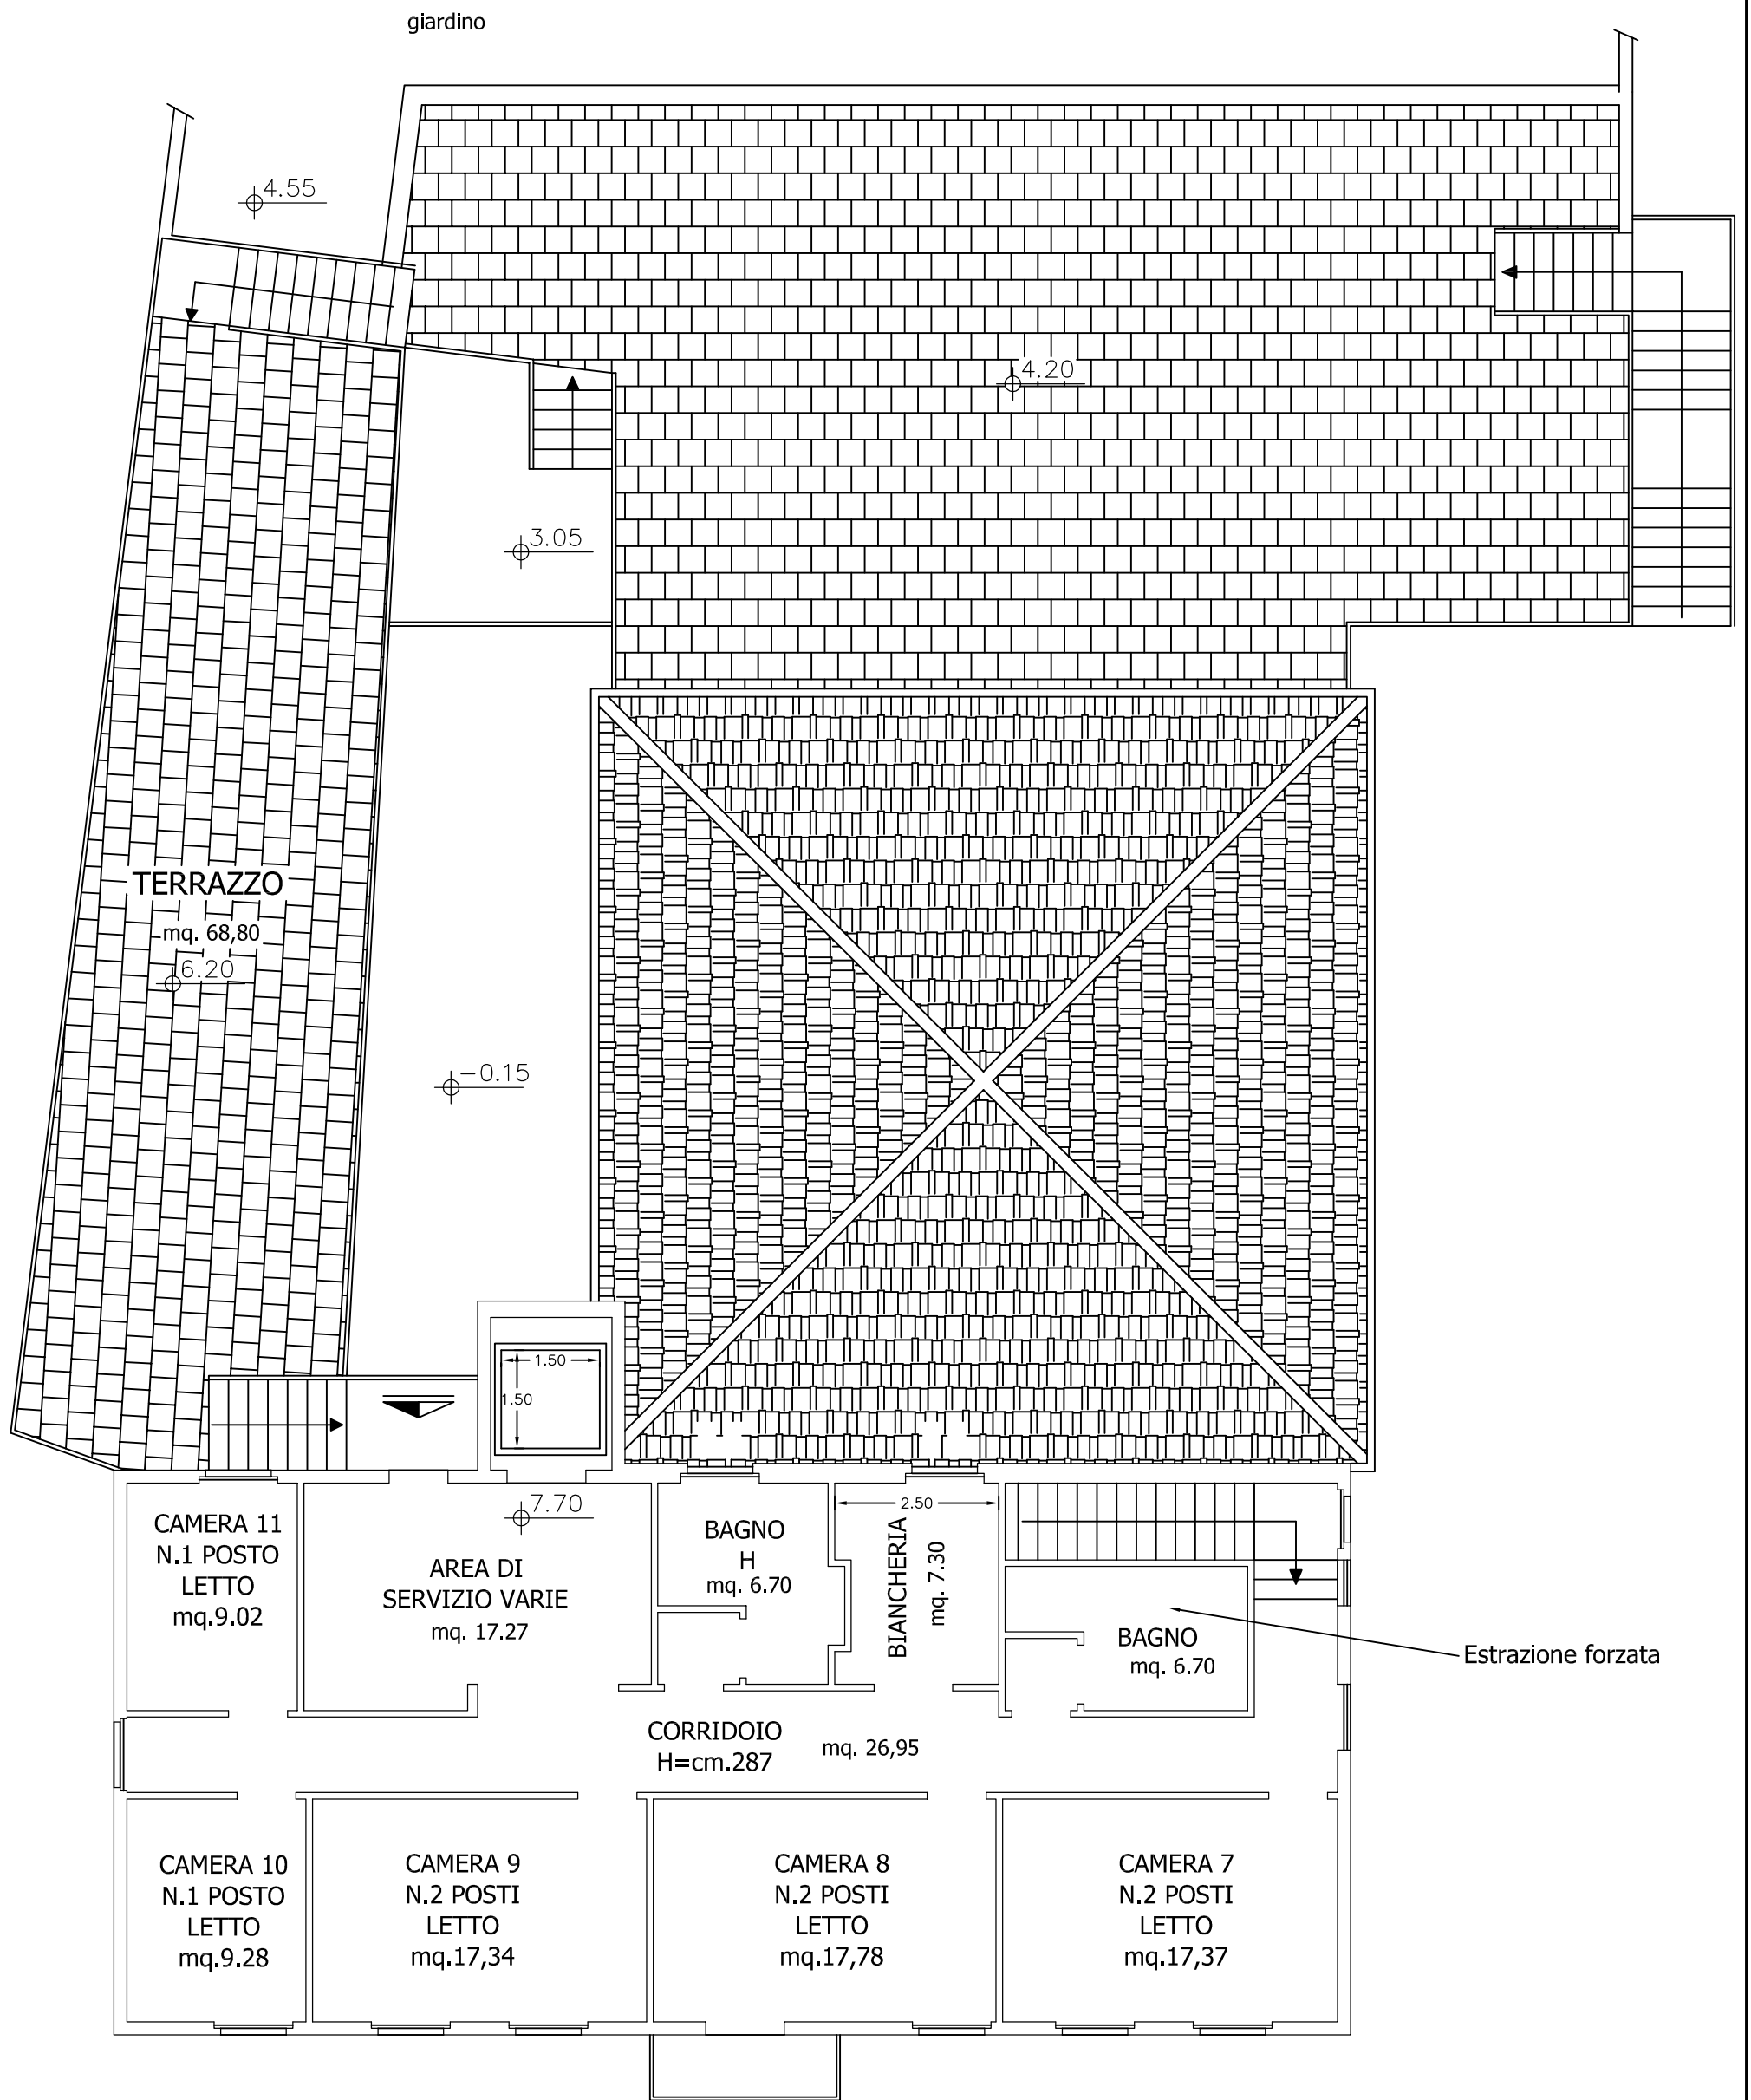 giardino
4.55
4.20
3.05
TERRAZZO
mq. 68,80
6.20
-0.15
1.50
1.50
7.70
2.50
CAMERA 11
N.1 POSTO
LETTO
mq.9.02
AREA DI
SERVIZIO VARIE
mq. 17.27
BAGNO
H
mq. 6.70
BIANCHERIA
mq. 7.30
BAGNO
mq. 6.70
Estrazione forzata
CORRIDOIO
H=cm.287
mq. 26,95
CAMERA 10
N.1 POSTO
LETTO
mq.9.28
CAMERA 9
N.2 POSTI
LETTO
mq.17,34
CAMERA 8
N.2 POSTI
LETTO
mq.17,78
CAMERA 7
N.2 POSTI
LETTO
mq.17,37